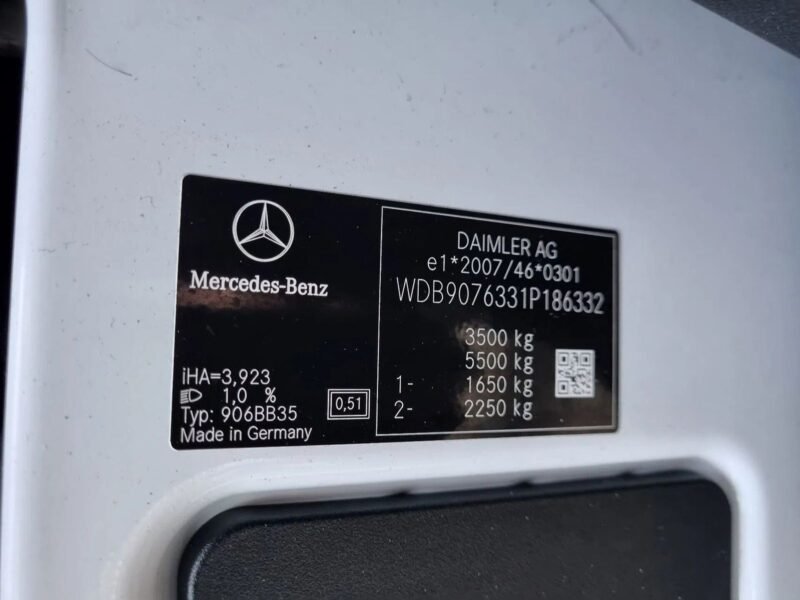 Mercedes-Benz
iHA=3,923
1,0 %
Typ: 906BB35
Made in Germany
0,51
DAIMLER AG
e1*2007/46*0301
WDB9076331P186332
3500 kg
5500 kg
1- 1650 kg
2- 2250 kg